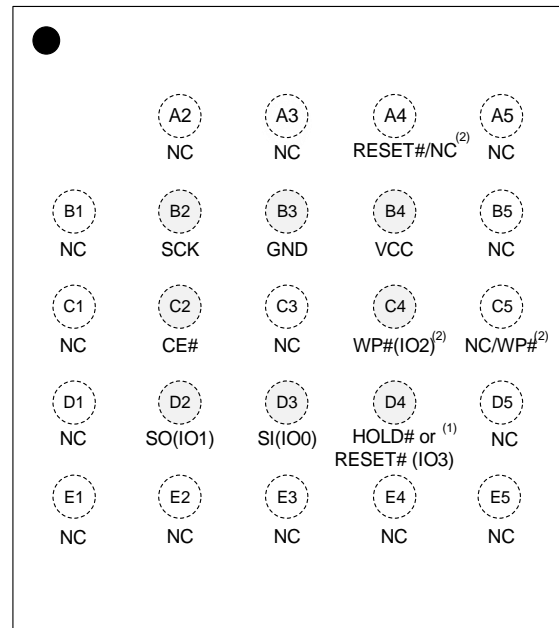 A2 A3 A4 A5
NC NC RESET#/NC(2) NC
B1 B2 B3 B4 B5
NC SCK GND VCC NC
C1 C2 C3 C4 C5
NC CE# NC WP#(IO2)(2) NC/WP#(2)
D1 D2 D3 D4 D5
NC SO(IO1) SI(IO0) HOLD# or (1) NC
RESET# (IO3)
E1 E2 E3 E4 E5
NC NC NC NC NC